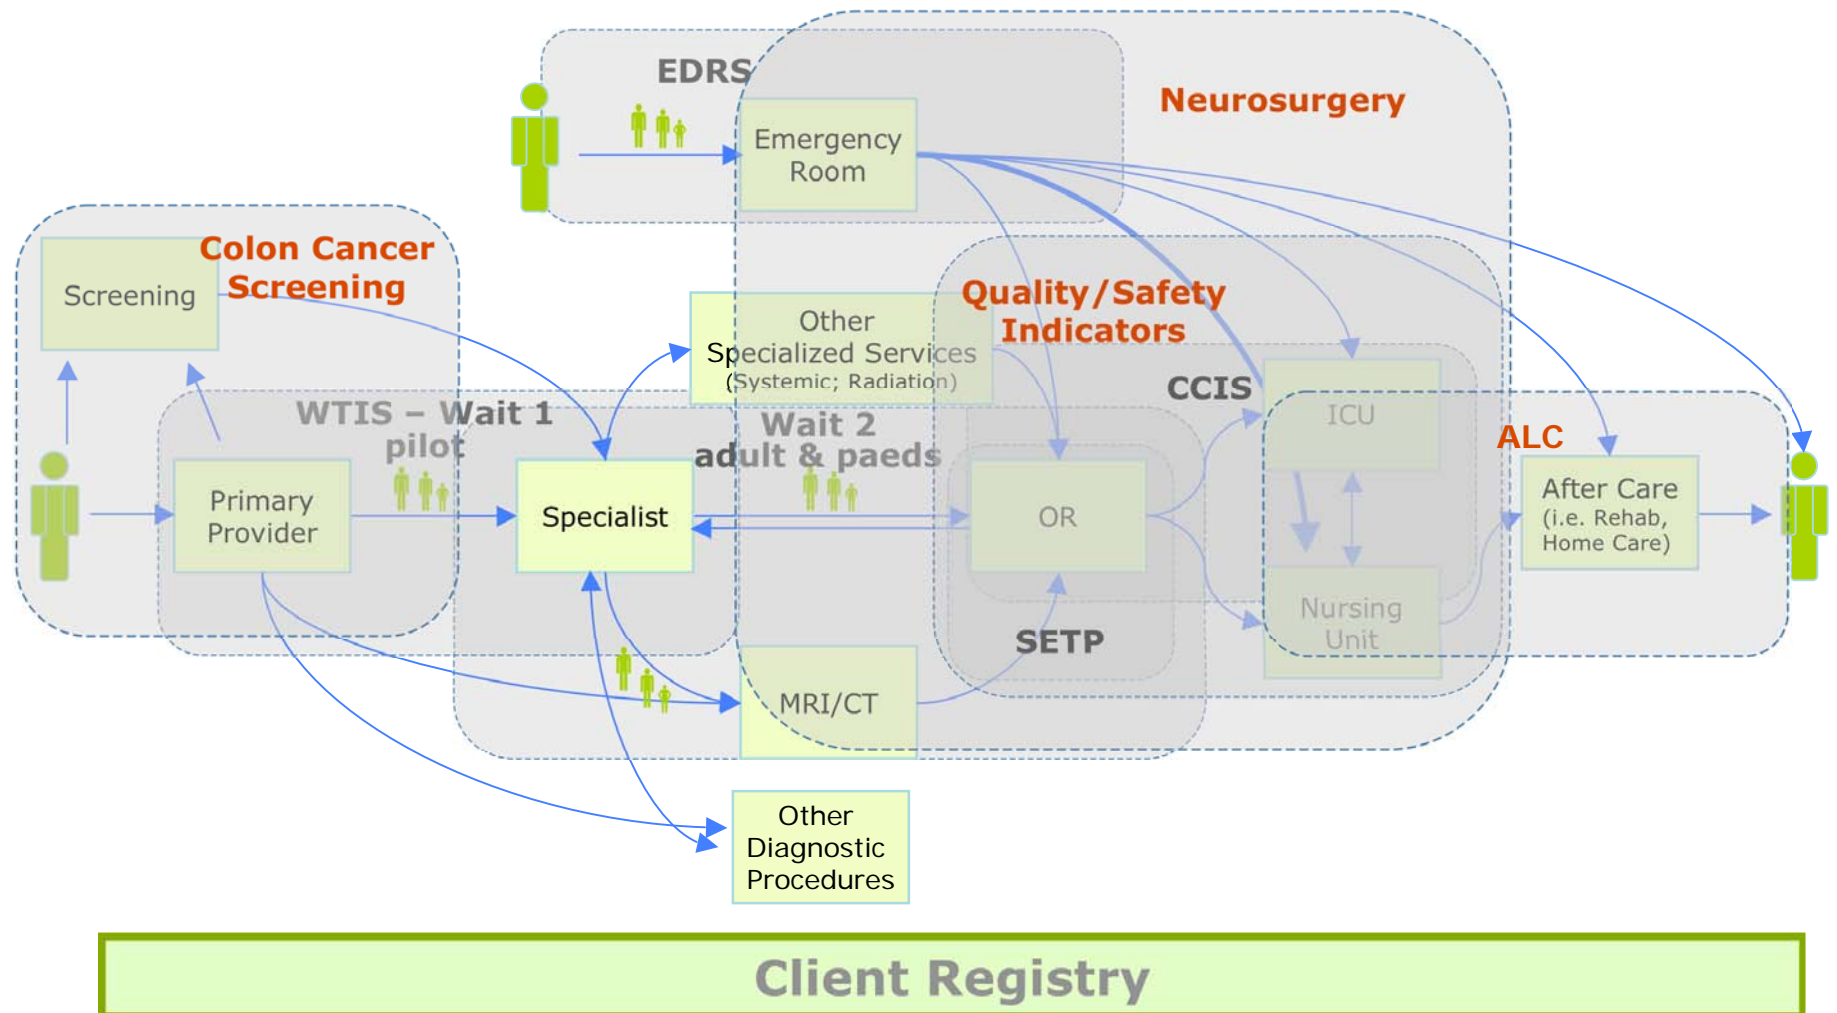 EDRS
Neurosurgery
Emergency
Room
Colon Cancer
Screening
Screening
Quality/Safety
Indicators
Other
Specialized Services
(Systemic; Radiation)
CCIS
ICU
WTIS – Wait 1
pilot
Wait 2
adult & paeds
ALC
Primary
Provider
Specialist
OR
After Care
(i.e. Rehab,
Home Care)
Nursing
Unit
SETP
MRI/CT
Other
Diagnostic
Procedures
Client Registry